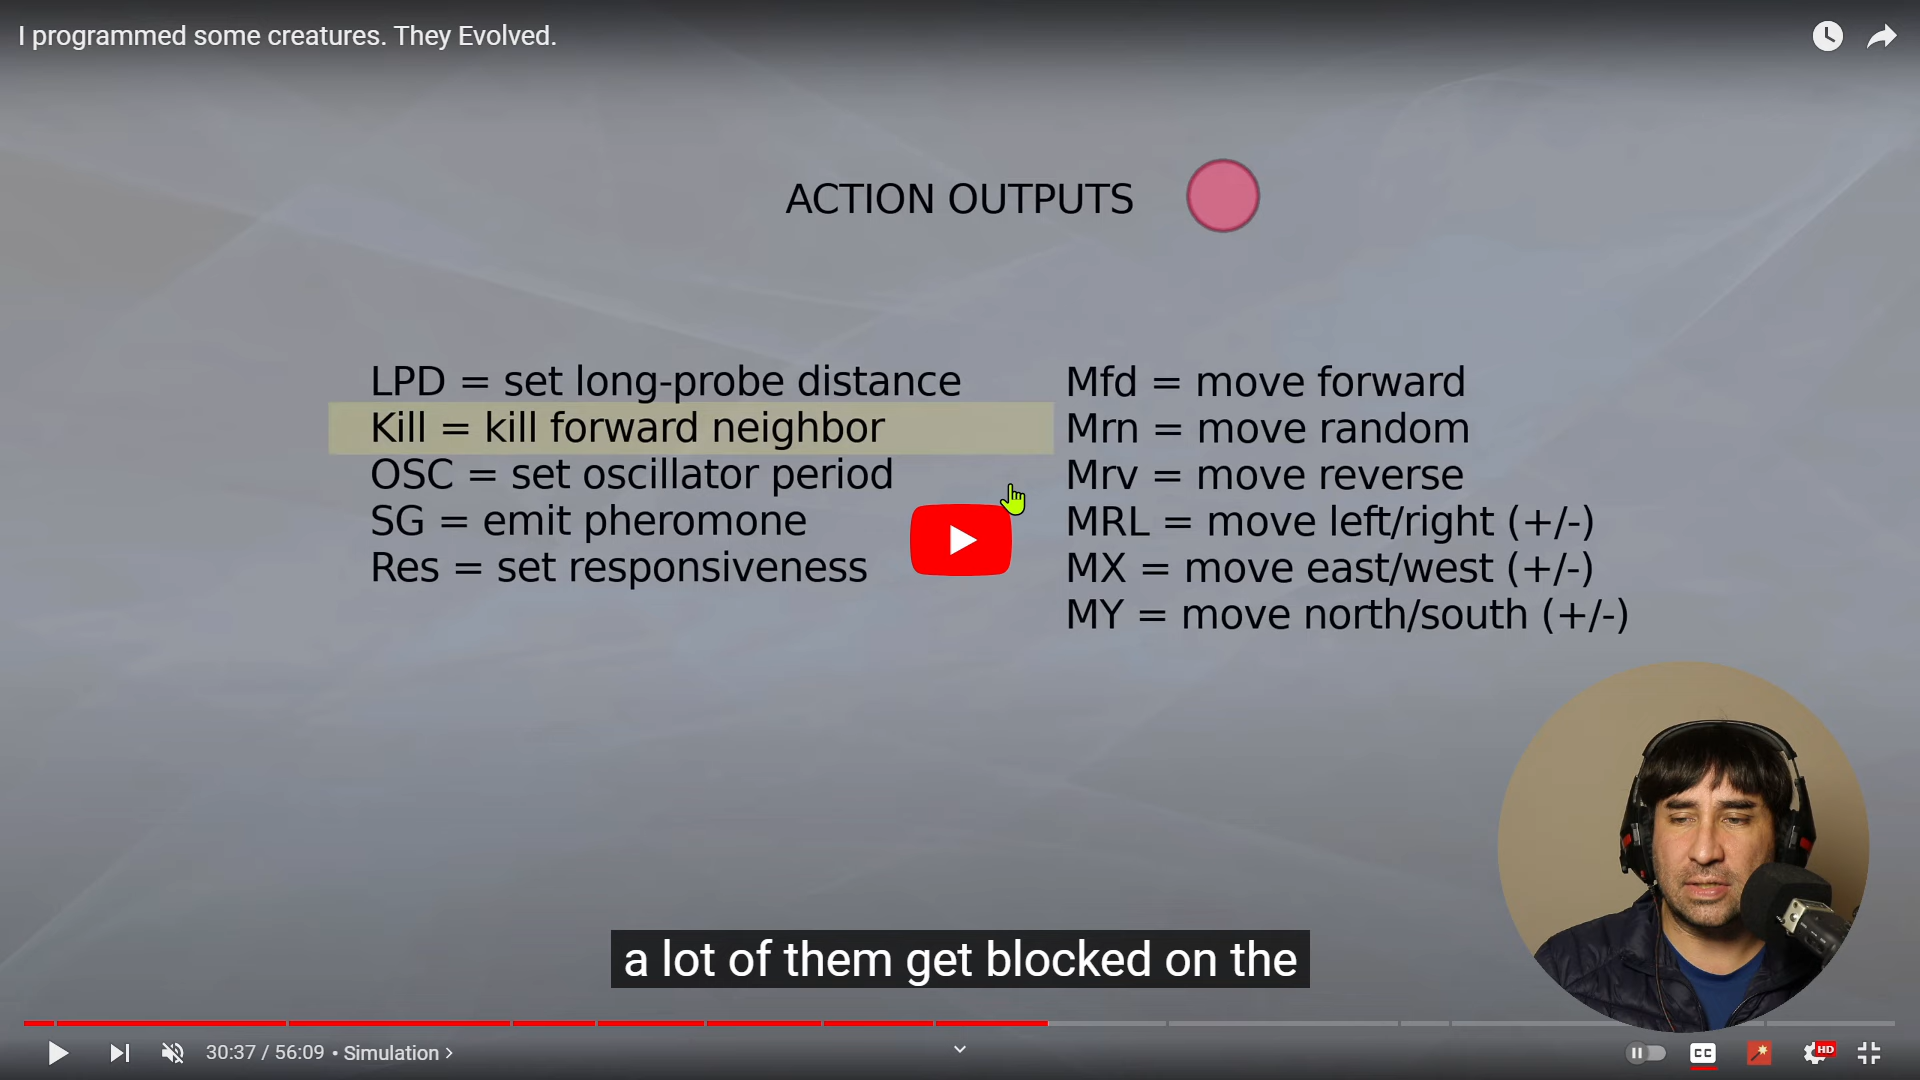 I programmed some creatures. They Evolved.
ACTION OUTPUTS
LPD = set long-probe distance
Kill = kill forward neighbor
OSC = set oscillator period
SG = emit pheromone
Res = set responsiveness
Mfd = move forward
Mrn = move random
Mrv = move reverse
MRL = move left/right (+/-)
MX = move east/west (+/-)
MY = move north/south (+/-)
a lot of them get blocked on the
30:37 / 56:09 • Simulation >
CC
HD